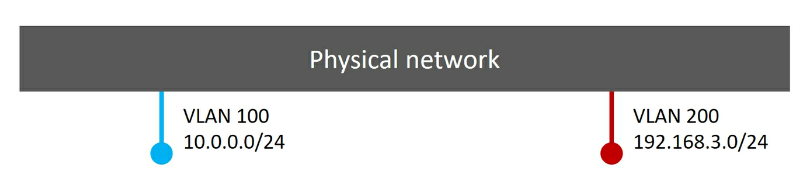 Physical network
VLAN 100
10.0.0.0/24
VLAN 200
192.168.3.0/24